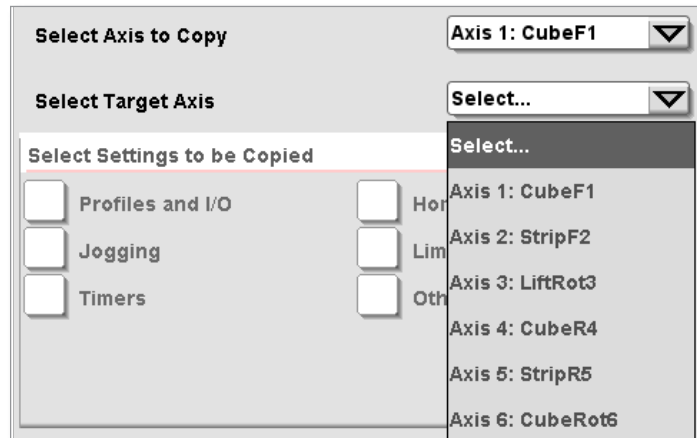 Select Axis to Copy
Axis 1: CubeF1
Select Target Axis
Select...
Select...
Select Settings to be Copied
Axis 1: CubeF1
Profiles and I/O
Axis 2: StripF2
Jogging
Lim
Axis 3: LiftRot3
Timers
Oth
Axis 4: CubeR4
Axis 5: StripR5
Axis 6: CubeRot6